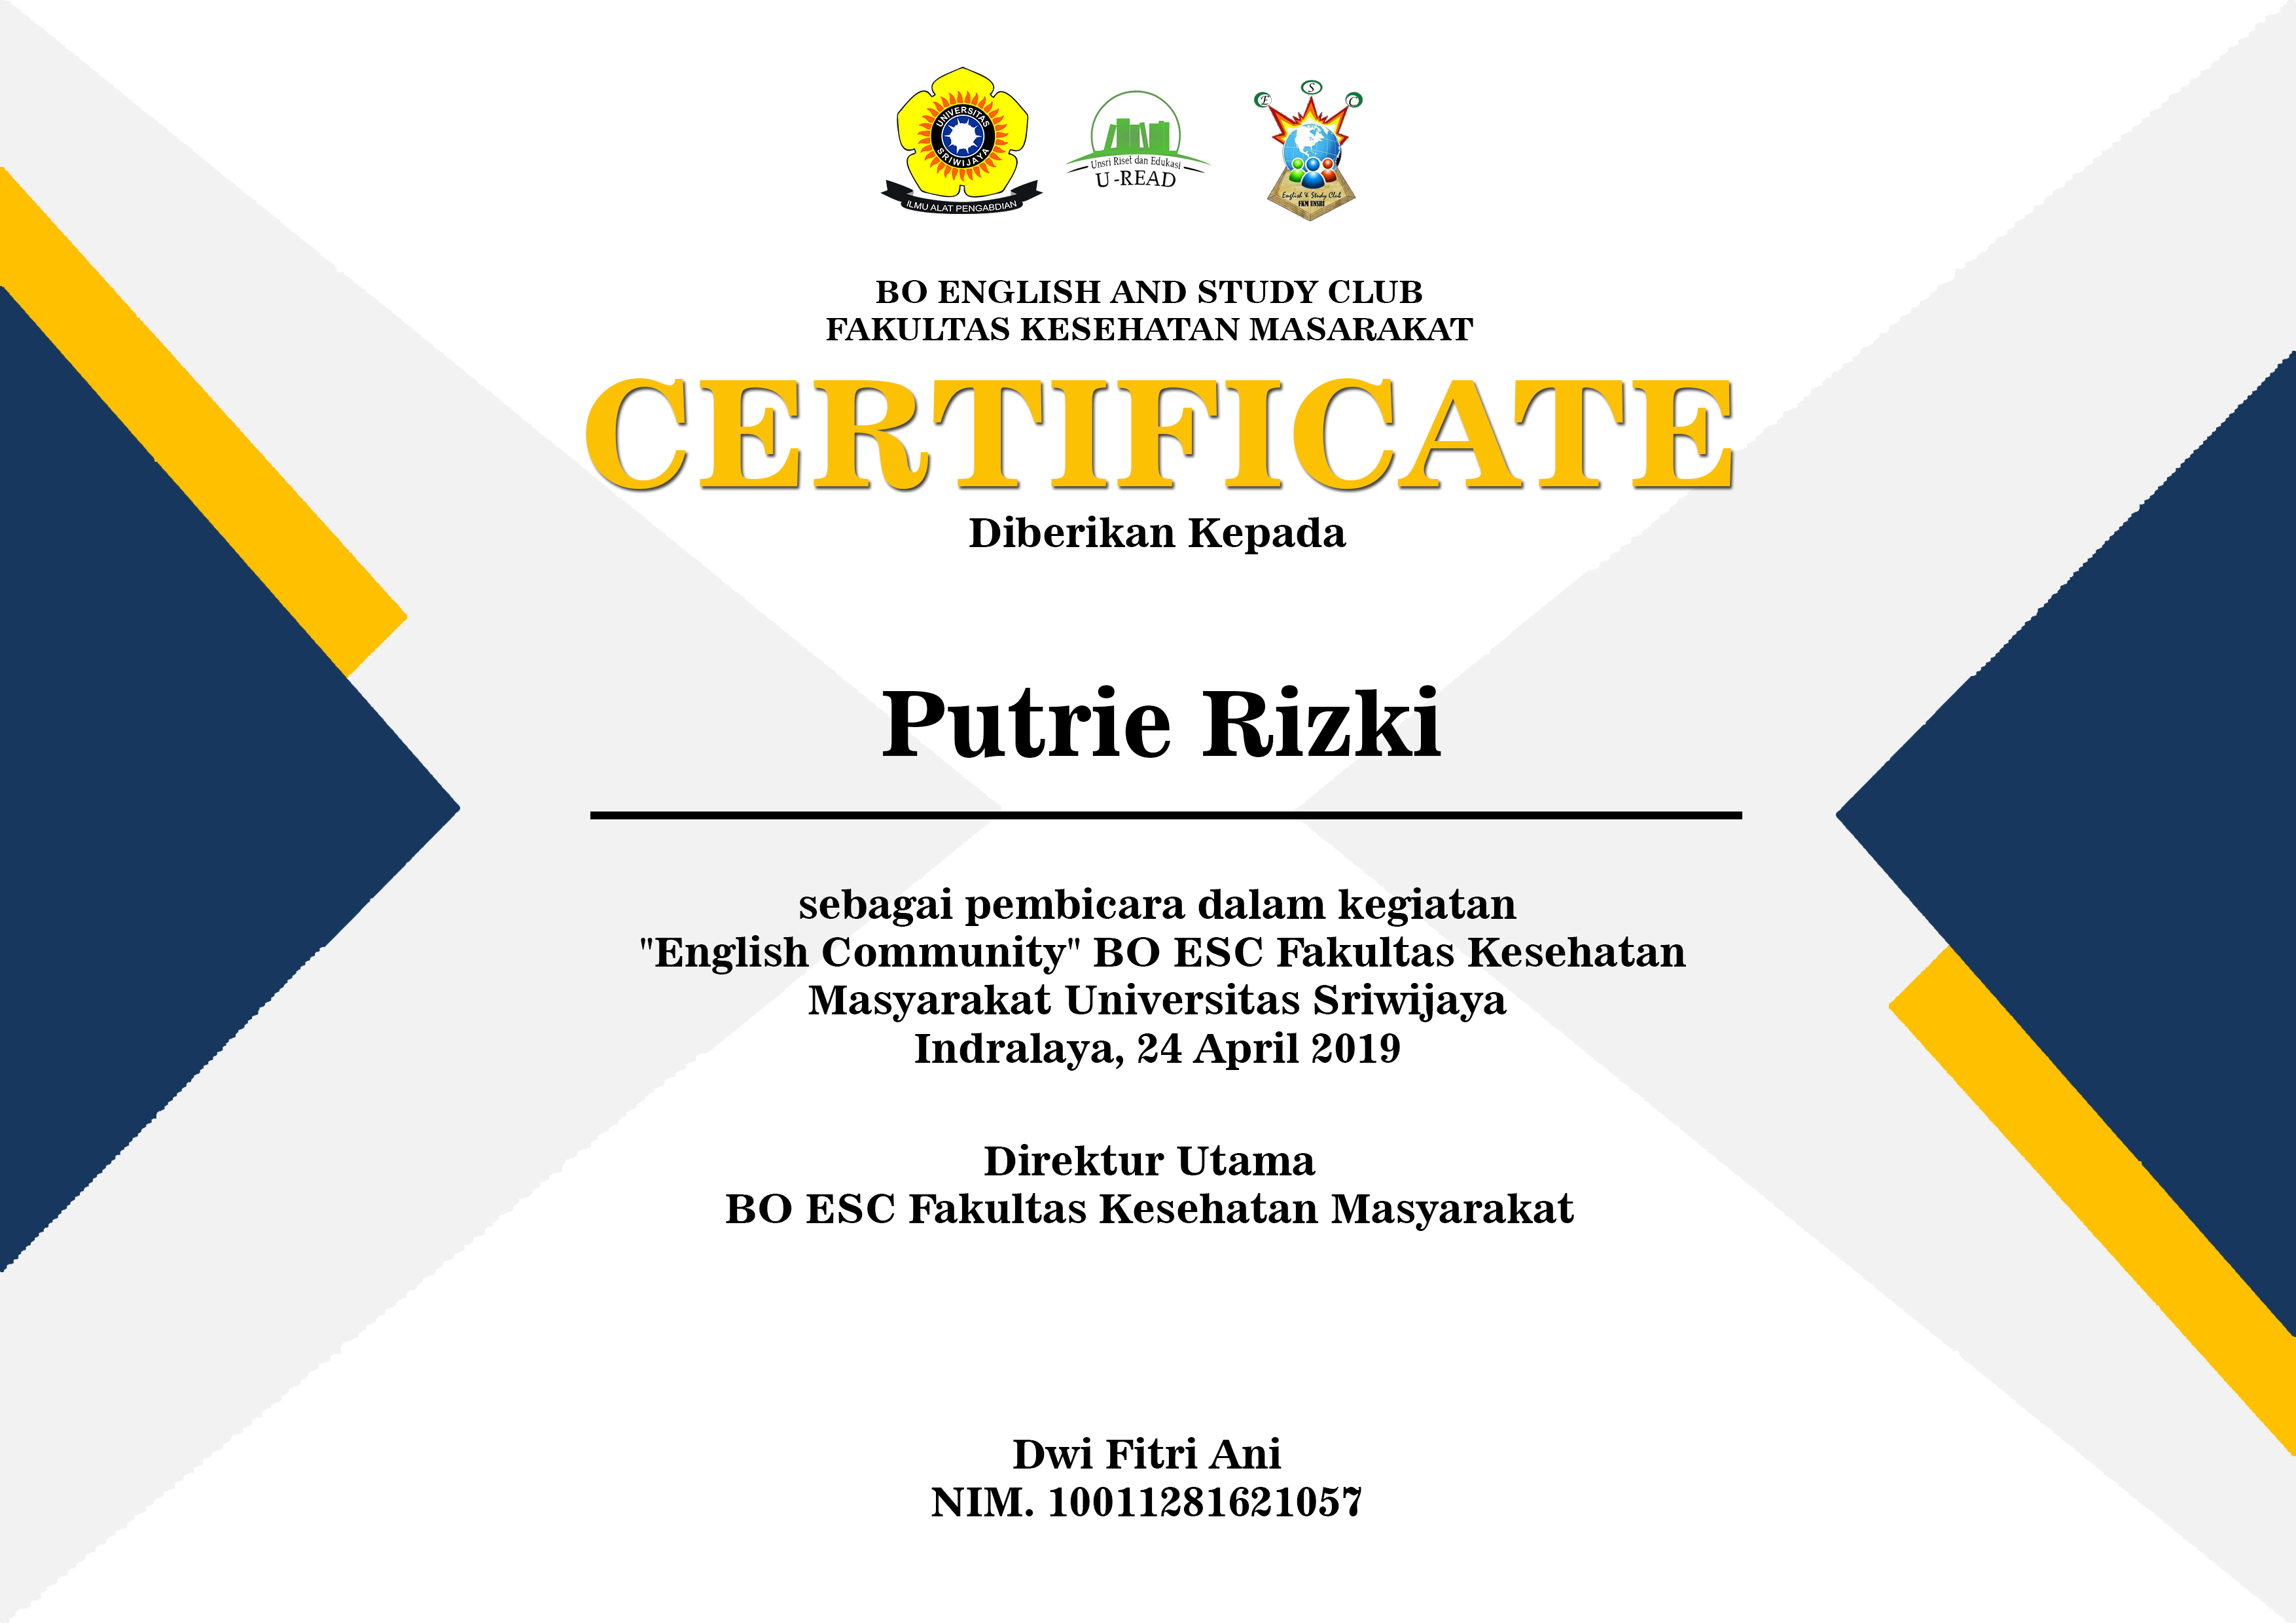 UNIVERSITAS
SRIWIJAYA
ILMU ALAT PENGABDIAN
Unsri Riset dan Edukasi
U-READ
E S C
English & Study Club
FKM UNSRI
BO ENGLISH AND STUDY CLUB
FAKULTAS KESEHATAN MASARAKAT
CERTIFICATE
Diberikan Kepada
Putrie Rizki
sebagai pembicara dalam kegiatan
"English Community" BO ESC Fakultas Kesehatan
Masyarakat Universitas Sriwijaya
Indralaya, 24 April 2019
Direktur Utama
BO ESC Fakultas Kesehatan Masyarakat
Dwi Fitri Ani
NIM. 10011281621057